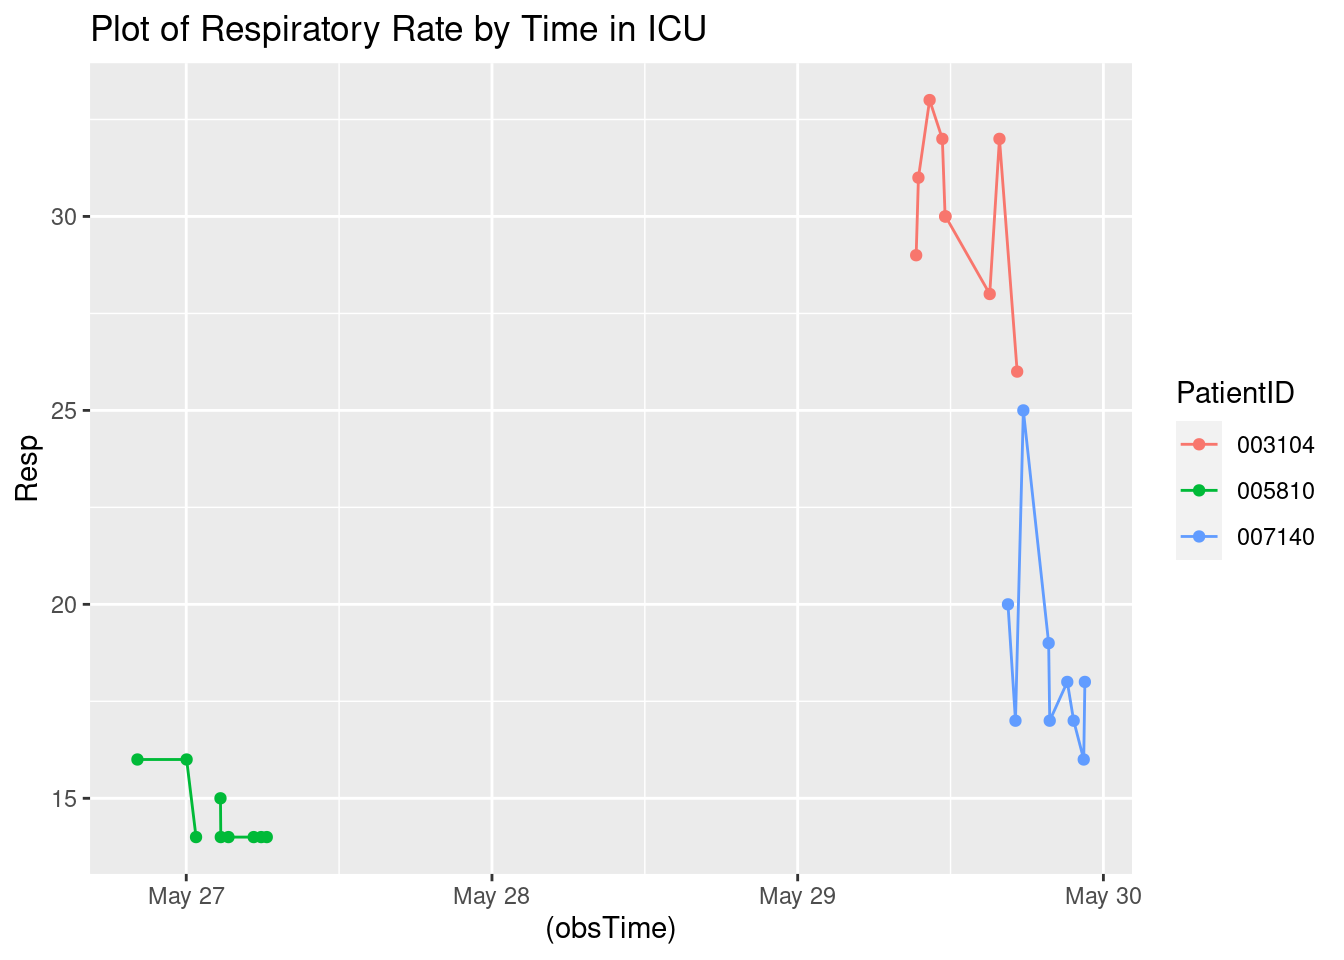 Plot of Respiratory Rate by Time in ICU
30
25
20
15
Resp
May 27
May 28
May 29
May 30
(obsTime)
PatientID
003104
005810
007140